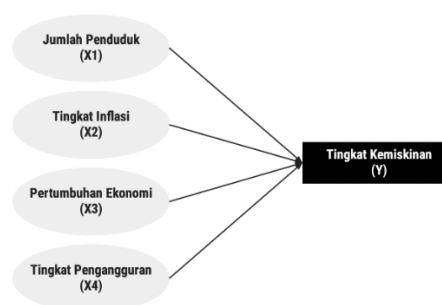 Jumlah Penduduk
(X1)
Tingkat Inflasi
(X2)
Tingkat Kemiskinan
(Y)
Pertumbuhan Ekonomi
(X3)
Tingkat Pengangguran
(X4)